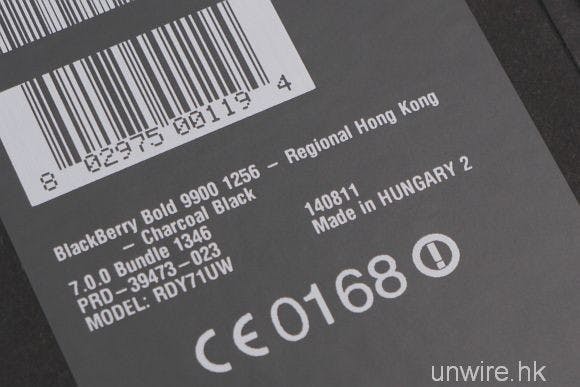 8 02975 00119 4
BlackBerry Bold 9900 1256 – Regional Hong Kong
– Charcoal Black
7.0.0 Bundle 1346
PRD–39473–023
MODEL: RDY71UW
140811
Made in HUNGARY 2
CE0168!
unwire.hk